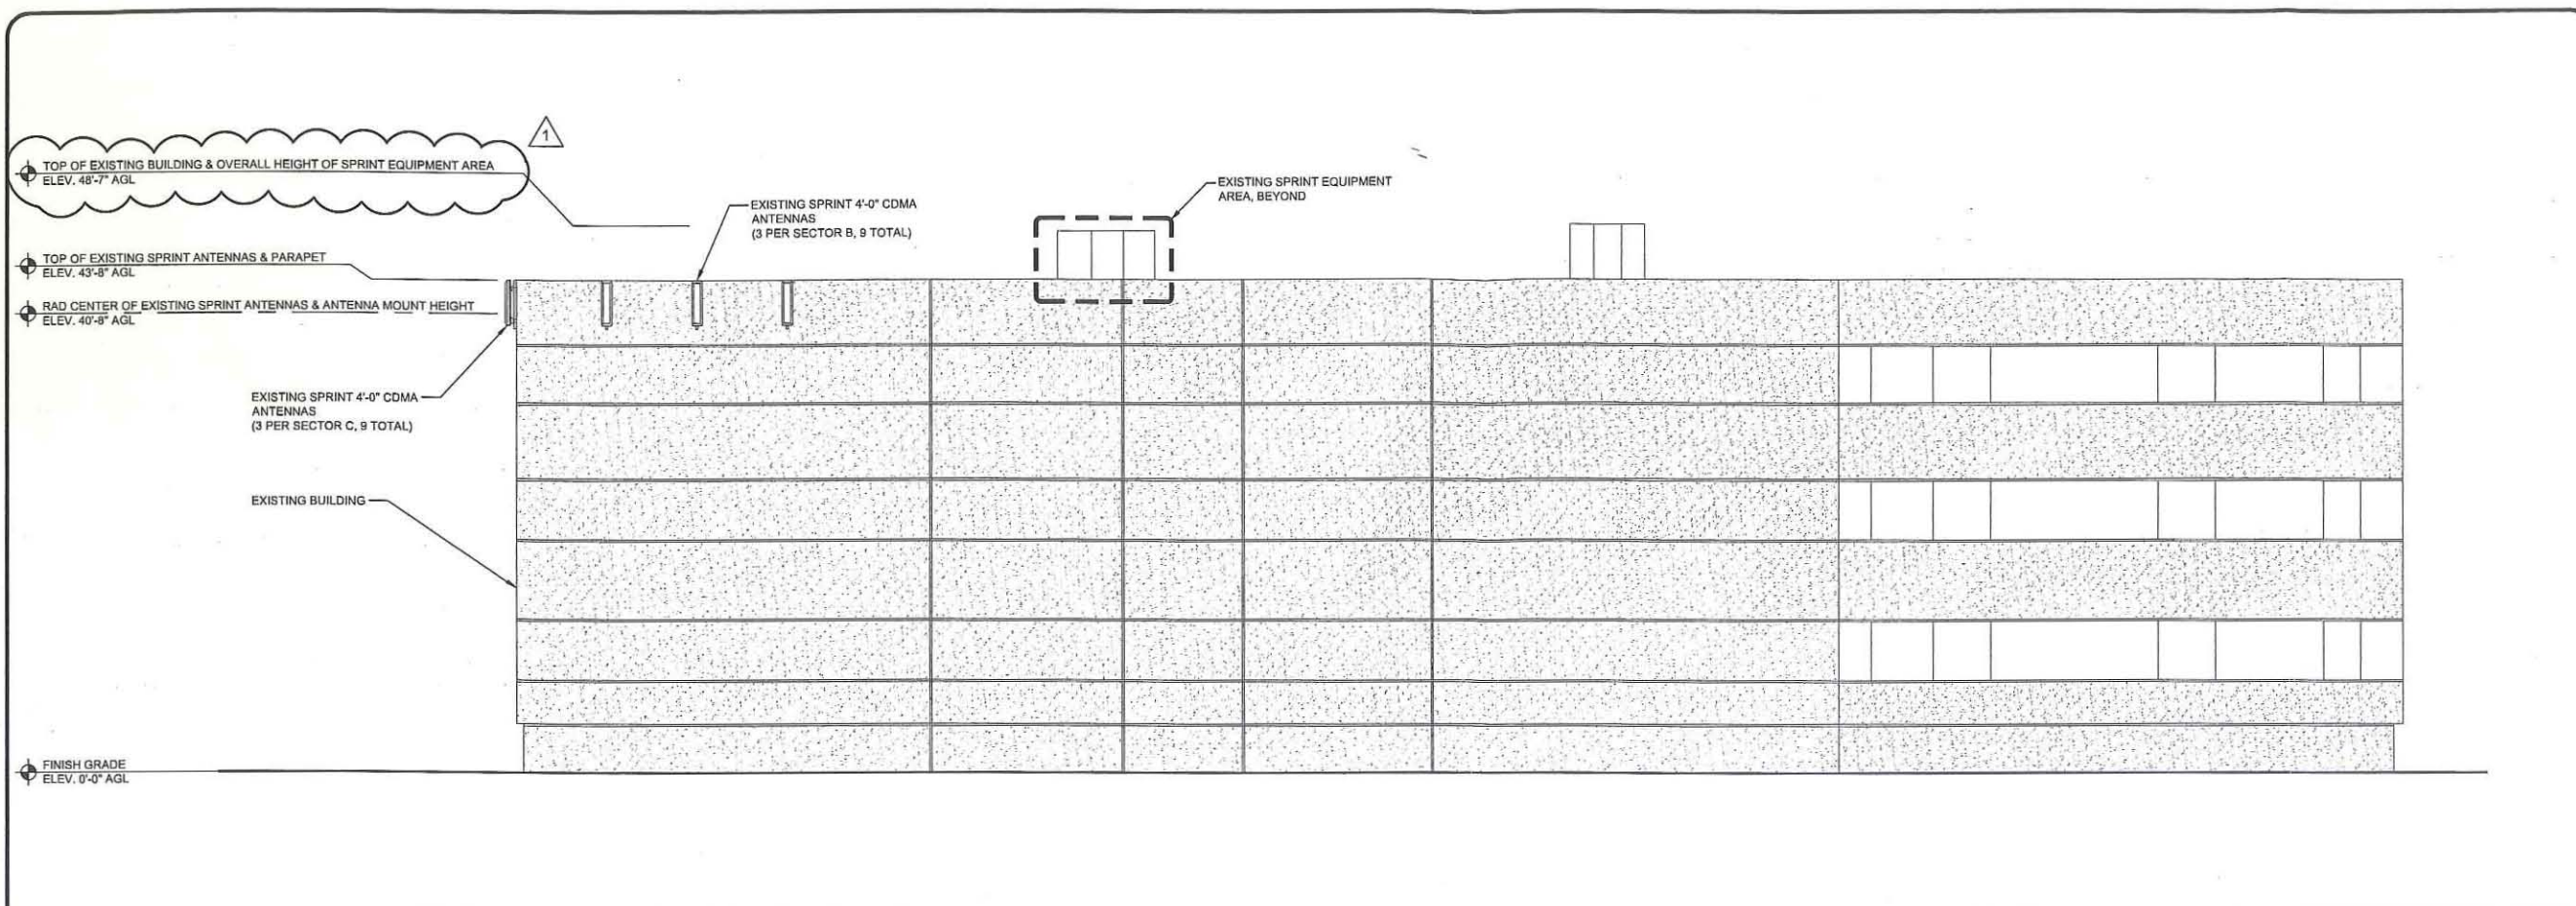 1
TOP OF EXISTING BUILDING & OVERALL HEIGHT OF SPRINT EQUIPMENT AREA
ELEV. 48'-7" AGL
EXISTING SPRINT EQUIPMENT
AREA, BEYOND
EXISTING SPRINT 4'-0" CDMA
ANTENNAS
(3 PER SECTOR B, 9 TOTAL)
TOP OF EXISTING SPRINT ANTENNAS & PARAPET
ELEV. 43'-8" AGL
RAD CENTER OF EXISTING SPRINT ANTENNAS & ANTENNA MOUNT HEIGHT
ELEV. 40'-8" AGL
EXISTING SPRINT 4'-0" CDMA
ANTENNAS
(3 PER SECTOR C, 9 TOTAL)
EXISTING BUILDING
FINISH GRADE
ELEV. 0'-0" AGL